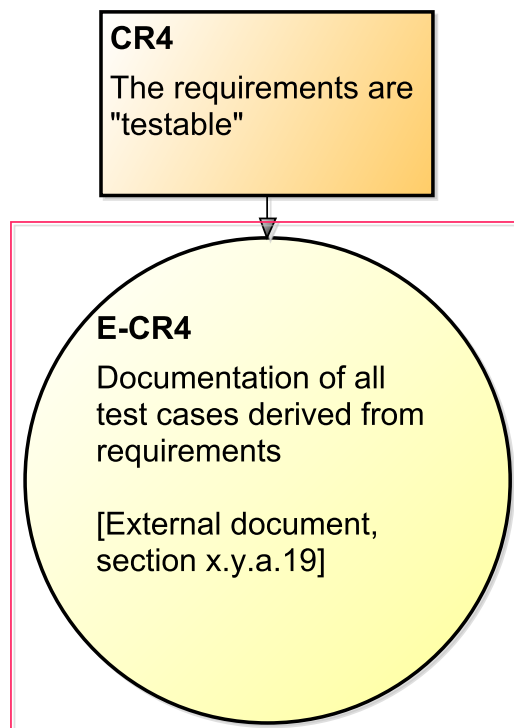 CR4
The requirements are
"testable"
E-CR4
Documentation of all
test cases derived from
requirements
[External document,
section x.y.a.19]